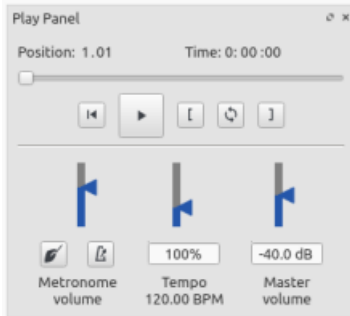 Play Panel
Position: 1.01 Time: 0: 00 :00
[ ]
100% -40.0 dB
Metronome volume
Tempo
120.00 BPM
Master volume